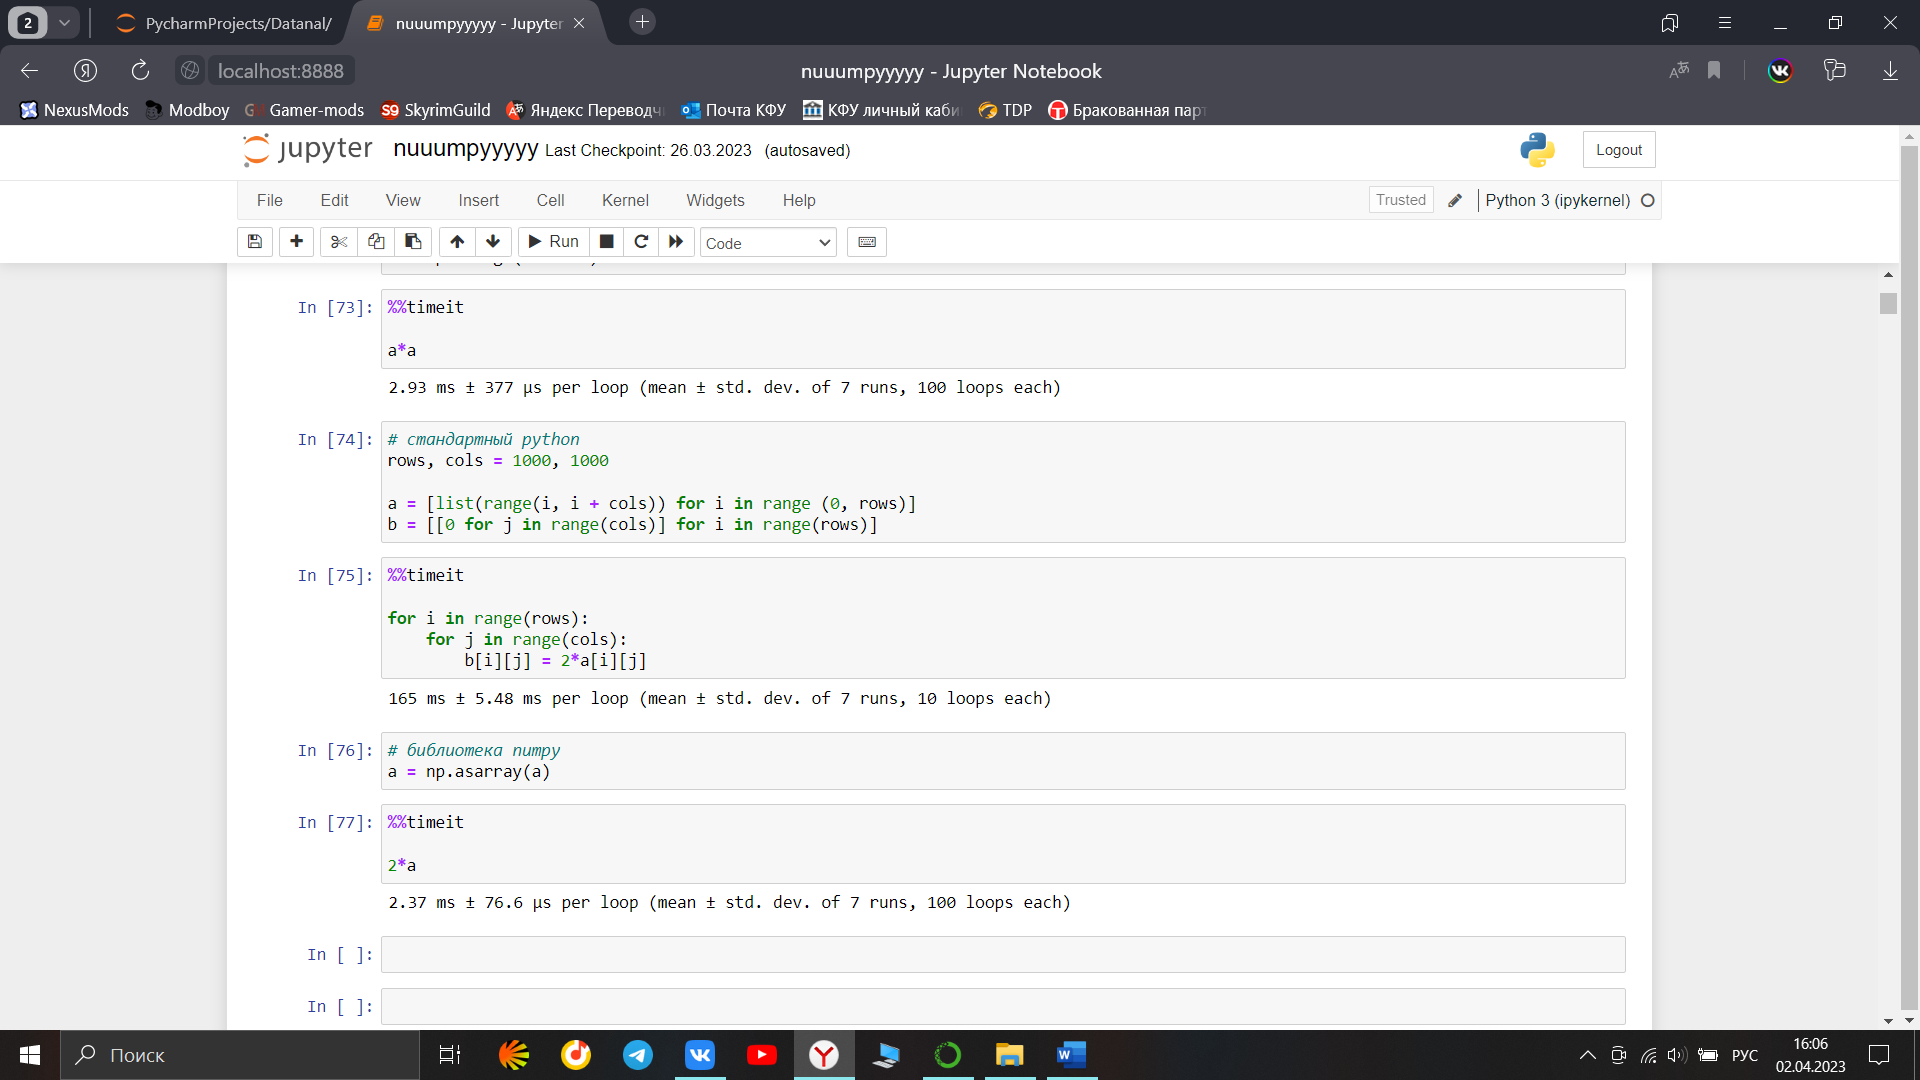 2
PycharmProjects/Datanal/
nuuumpyyyyy - Jupyter
localhost:8888
nuuumpyyyyy - Jupyter Notebook
NexusMods
Modboy
Gamer-mods
SkyrimGuild
Яндекс Переводч
Почта КФУ
КФУ личный каби
TDP
Бракованная пар
jupyter
nuuumpyyyyy Last Checkpoint: 26.03.2023 (autosaved)
Logout
File Edit View Insert Cell Kernel Widgets Help
Trusted
Python 3 (ipykernel)
Run
Code
In [73]: %%timeit
a*a
2.93 ms ± 377 µs per loop (mean ± std. dev. of 7 runs, 100 loops each)
In [74]: # стандартный python
rows, cols = 1000, 1000
a = [list(range(i, i + cols)) for i in range (0, rows)]
b = [[0 for j in range(cols)] for i in range(rows)]
In [75]: %%timeit
for i in range(rows):
    for j in range(cols):
        b[i][j] = 2*a[i][j]
165 ms ± 5.48 ms per loop (mean ± std. dev. of 7 runs, 10 loops each)
In [76]: # библиотека numpy
a = np.asarray(a)
In [77]: %%timeit
2*a
2.37 ms ± 76.6 µs per loop (mean ± std. dev. of 7 runs, 100 loops each)
In [ ]:
In [ ]:
Поиск
РУС
16:06
02.04.2023